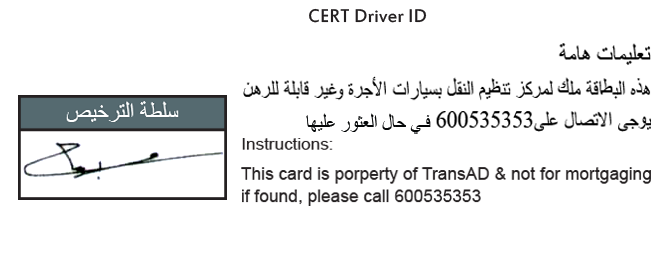 CERT Driver ID
تعليمات هامة
هذه البطاقة ملك لمركز تنظيم النقل بسيارات الأجرة وغير قابلة للرهن
يوجى الاتصال على600535353 في حال العثور عليها
سلطة الترخيص
Instructions:
This card is porperty of TransAD & not for mortgaging
if found, please call 600535353